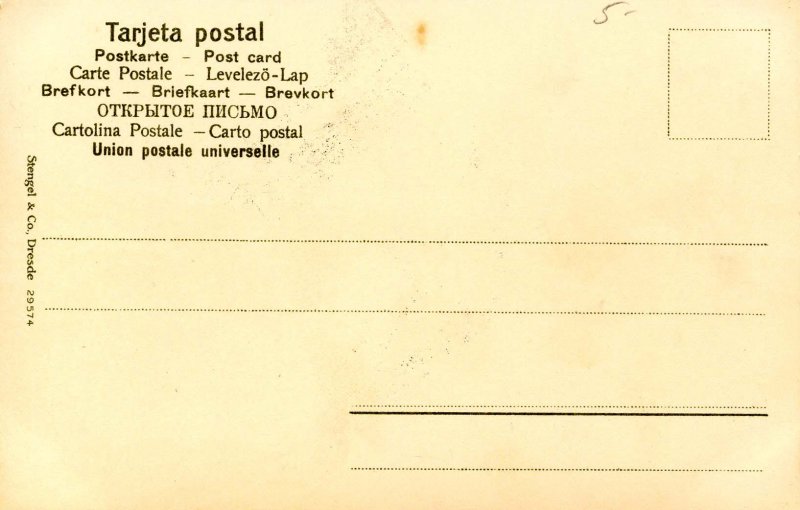 5-
Tarjeta postal
Postkarte – Post card
Carte Postale – Levelező-Lap
Brefkort — Briefkaart — Brevkort
ОТКРЫТОЕ ПИСЬМО
Cartolina Postale – Carto postal
Union postale universelle
Stengel & Co., Dresde 29574